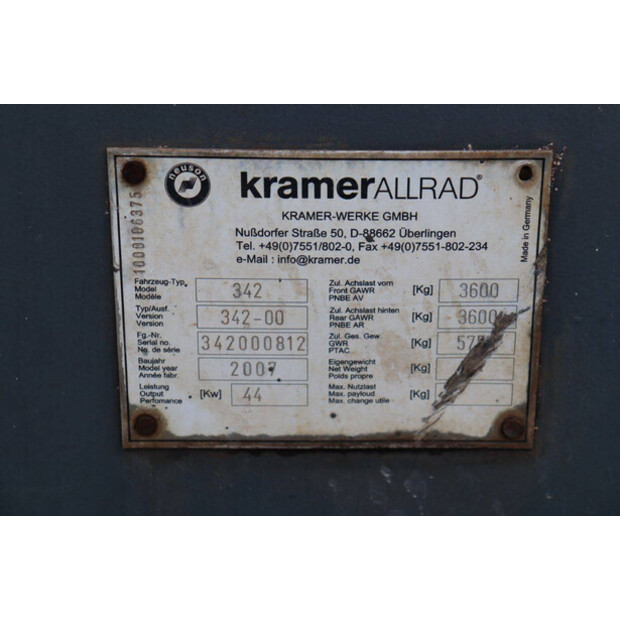 neuson
kramerALLRAD®
KRAMER-WERKE GMBH
Nußdorfer Straße 50, D-88662 Überlingen
Tel. +49(0)7551/802-0, Fax +49(0)7551-802-234
e-Mail : info@kramer.de
Made in Germany
1000106375
Fahrzeug-Typ.
Model
Modèle
342
Typ/Ausf.
Version
Version
342-00
Fg.-Nr.
Serial no.
No. de série
342000812
Baujahr
Model year
Année fabr.
2007
Leistung
Output
Perfomance
[Kw] 44
Zul. Achslast vorn
Front GAWR
PNBE AV
[Kg] 3600
Zul. Achslast hinten
Rear GAWR
PNBE AR
[Kg] 3600
Zul. Ges. Gew.
GWR
PTAC
[Kg]
Eigengewicht
Net Weight
Poids propre
[Kg]
Max. Nutzlast
Max. payloud
Max. change utile
[Kg]